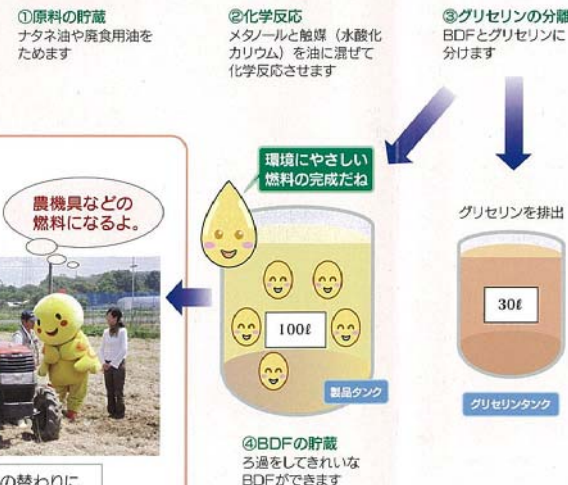 ①原料の貯蔵
ナタネ油や廃食用油を
ためます
②化学反応
メタノールと触媒（水酸化
カリウム）を油に混ぜて
化学反応させます
③グリセリンの分離
BDFとグリセリンに
分けます
環境にやさしい
燃料の完成だね
農機具などの
燃料になるよ。
グリセリンを排出
100ℓ
30ℓ
製品タンク
グリセリンタンク
④BDFの貯蔵
ろ過をしてきれいな
BDFができます
の替わりに